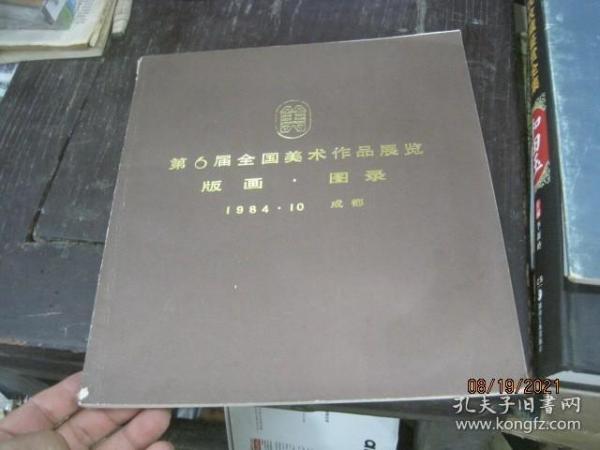 第6届全国美术作品展览
版画·图录
1984·10 成都
08/19/2021
孔夫子旧书网
www.kongfz.com